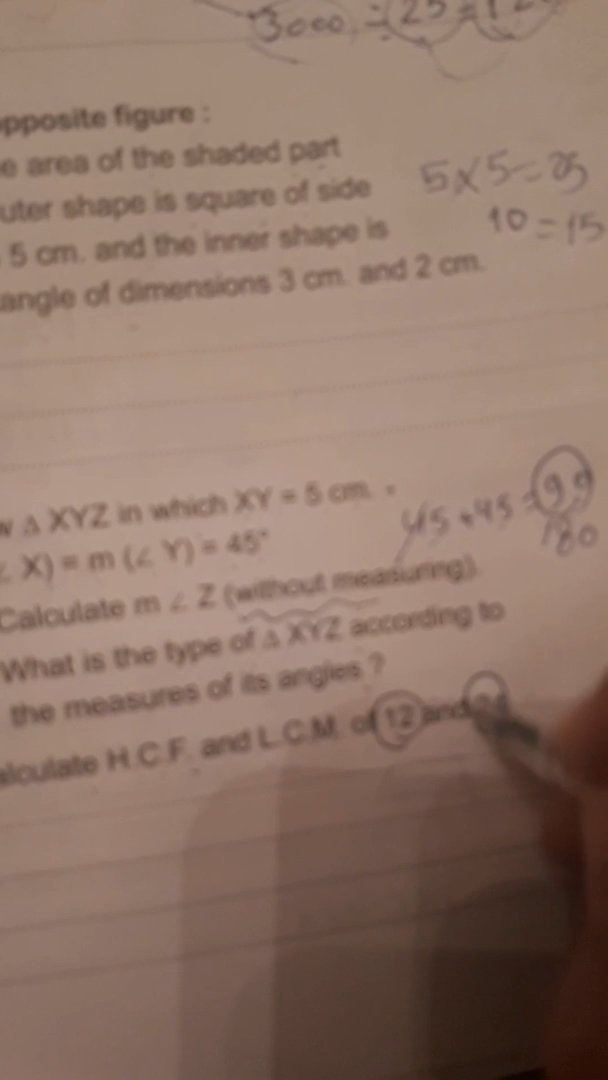 3000 ÷ 25 =
opposite figure :
e area of the shaded part
uter shape is square of side
5 cm. and the inner shape is
angle of dimensions 3 cm. and 2 cm.
5×5=25
10 =15
w △ XYZ in which XY = 5 cm. ,
∠ X) = m (∠ Y) = 45°
45+45 =
180
Calculate m ∠ Z (without measuring).
What is the type of △ XYZ according to
the measures of its angles ?
alculate H.C.F. and L.C.M. of 12 and